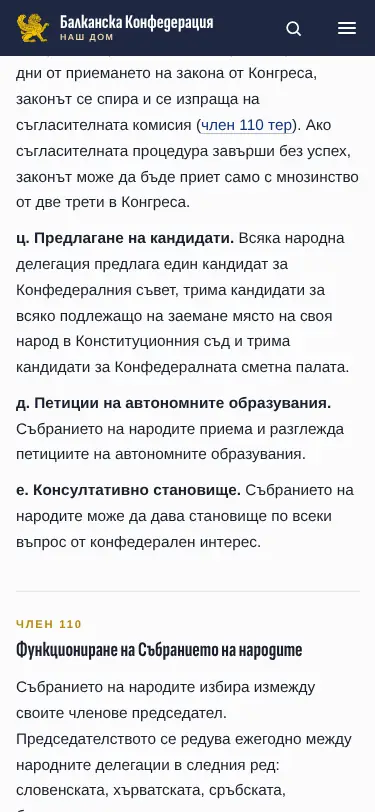 Балканска Конфедерация
НАШ ДОМ
дни от приемането на закона от Конгреса,
законът се спира и се изпраща на
съгласителната комисия (член 110 тер). Ако
съгласителната процедура завърши без успех,
законът може да бъде приет само с мнозинство
от две трети в Конгреса.
ц. Предлагане на кандидати. Всяка народна
делегация предлага един кандидат за
Конфедералния съвет, трима кандидати за
всяко подлежащо на заемане място на своя
народ в Конституционния съд и трима
кандидати за Конфедералната сметна палата.
д. Петиции на автономните образувания.
Събранието на народите приема и разглежда
петициите на автономните образувания.
е. Консултативно становище. Събранието на
народите може да дава становище по всеки
въпрос от конфедерален интерес.
ЧЛЕН 110
Функциониране на Събранието на народите
Събранието на народите избира измежду
своите членове председател.
Председателството се редува ежегодно между
народните делегации в следния ред:
словенската, хърватската, сръбската,